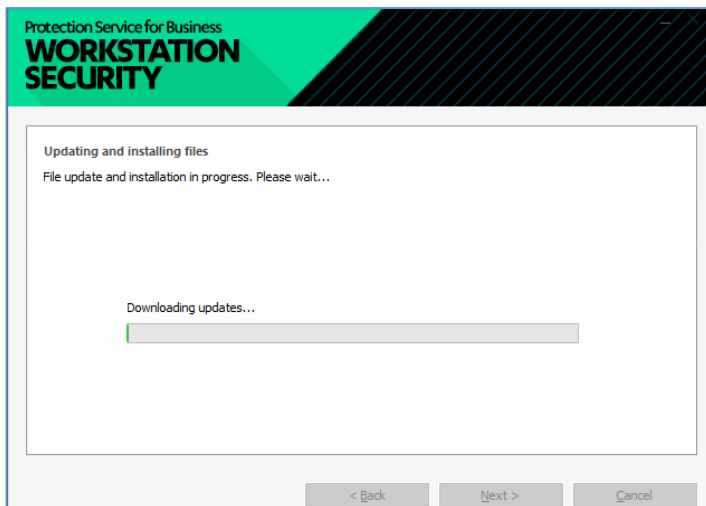 Protection Service for Business
WORKSTATION
SECURITY
Updating and installing files
File update and installation in progress. Please wait...
Downloading updates...
< Back
Next >
Cancel